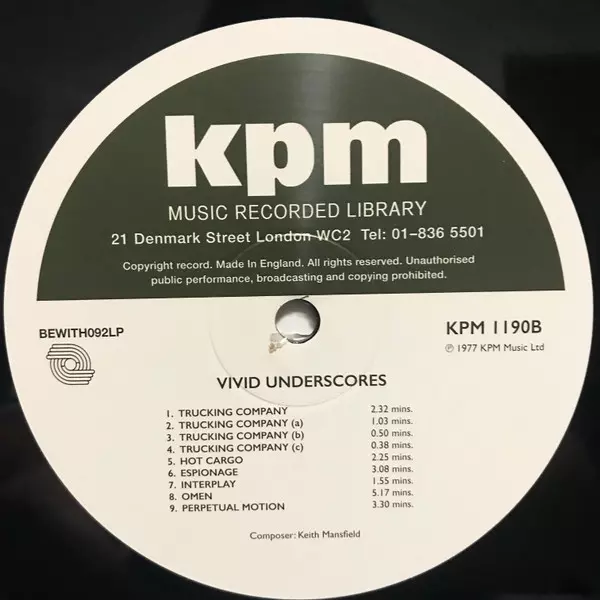 kpm
MUSIC RECORDED LIBRARY
21 Denmark Street London WC2 Tel: 01-836 5501
Copyright record. Made In England. All rights reserved. Unauthorised
public performance, broadcasting and copying prohibited.
BEWITH092LP
KPM 1190B
℗ 1977 KPM Music Ltd
VIVID UNDERSCORES
1. TRUCKING COMPANY 2.32 mins.
2. TRUCKING COMPANY (a) 1.03 mins.
3. TRUCKING COMPANY (b) 0.50 mins.
4. TRUCKING COMPANY (c) 0.38 mins.
5. HOT CARGO 2.25 mins.
6. ESPIONAGE 3.08 mins.
7. INTERPLAY 1.55 mins.
8. OMEN 5.17 mins.
9. PERPETUAL MOTION 3.30 mins.
Composer: Keith Mansfield